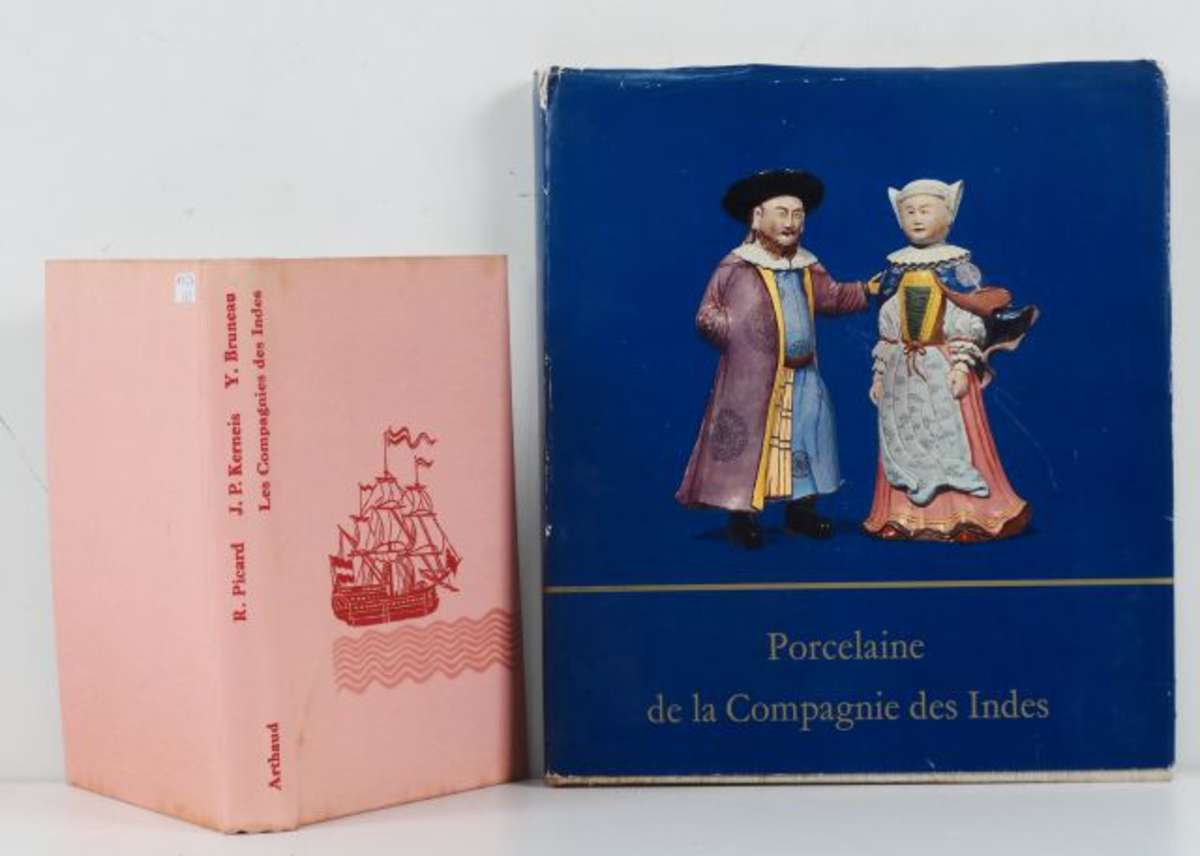 R. Picard J. P. Kerneis Y. Bruneau
Les Compagnies des Indes
Arthaud
Porcelaine
de la Compagnie des Indes